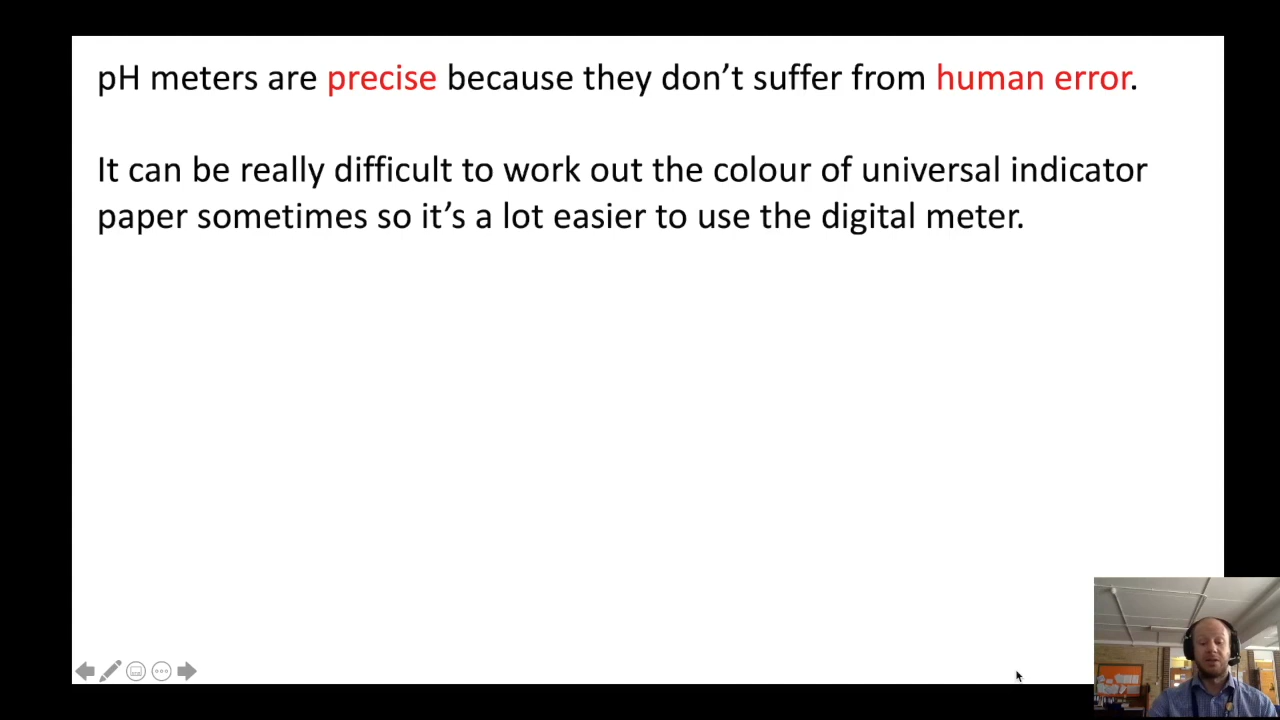 pH meters are precise because they don’t suffer from human error.
It can be really difficult to work out the colour of universal indicator
paper sometimes so it’s a lot easier to use the digital meter.